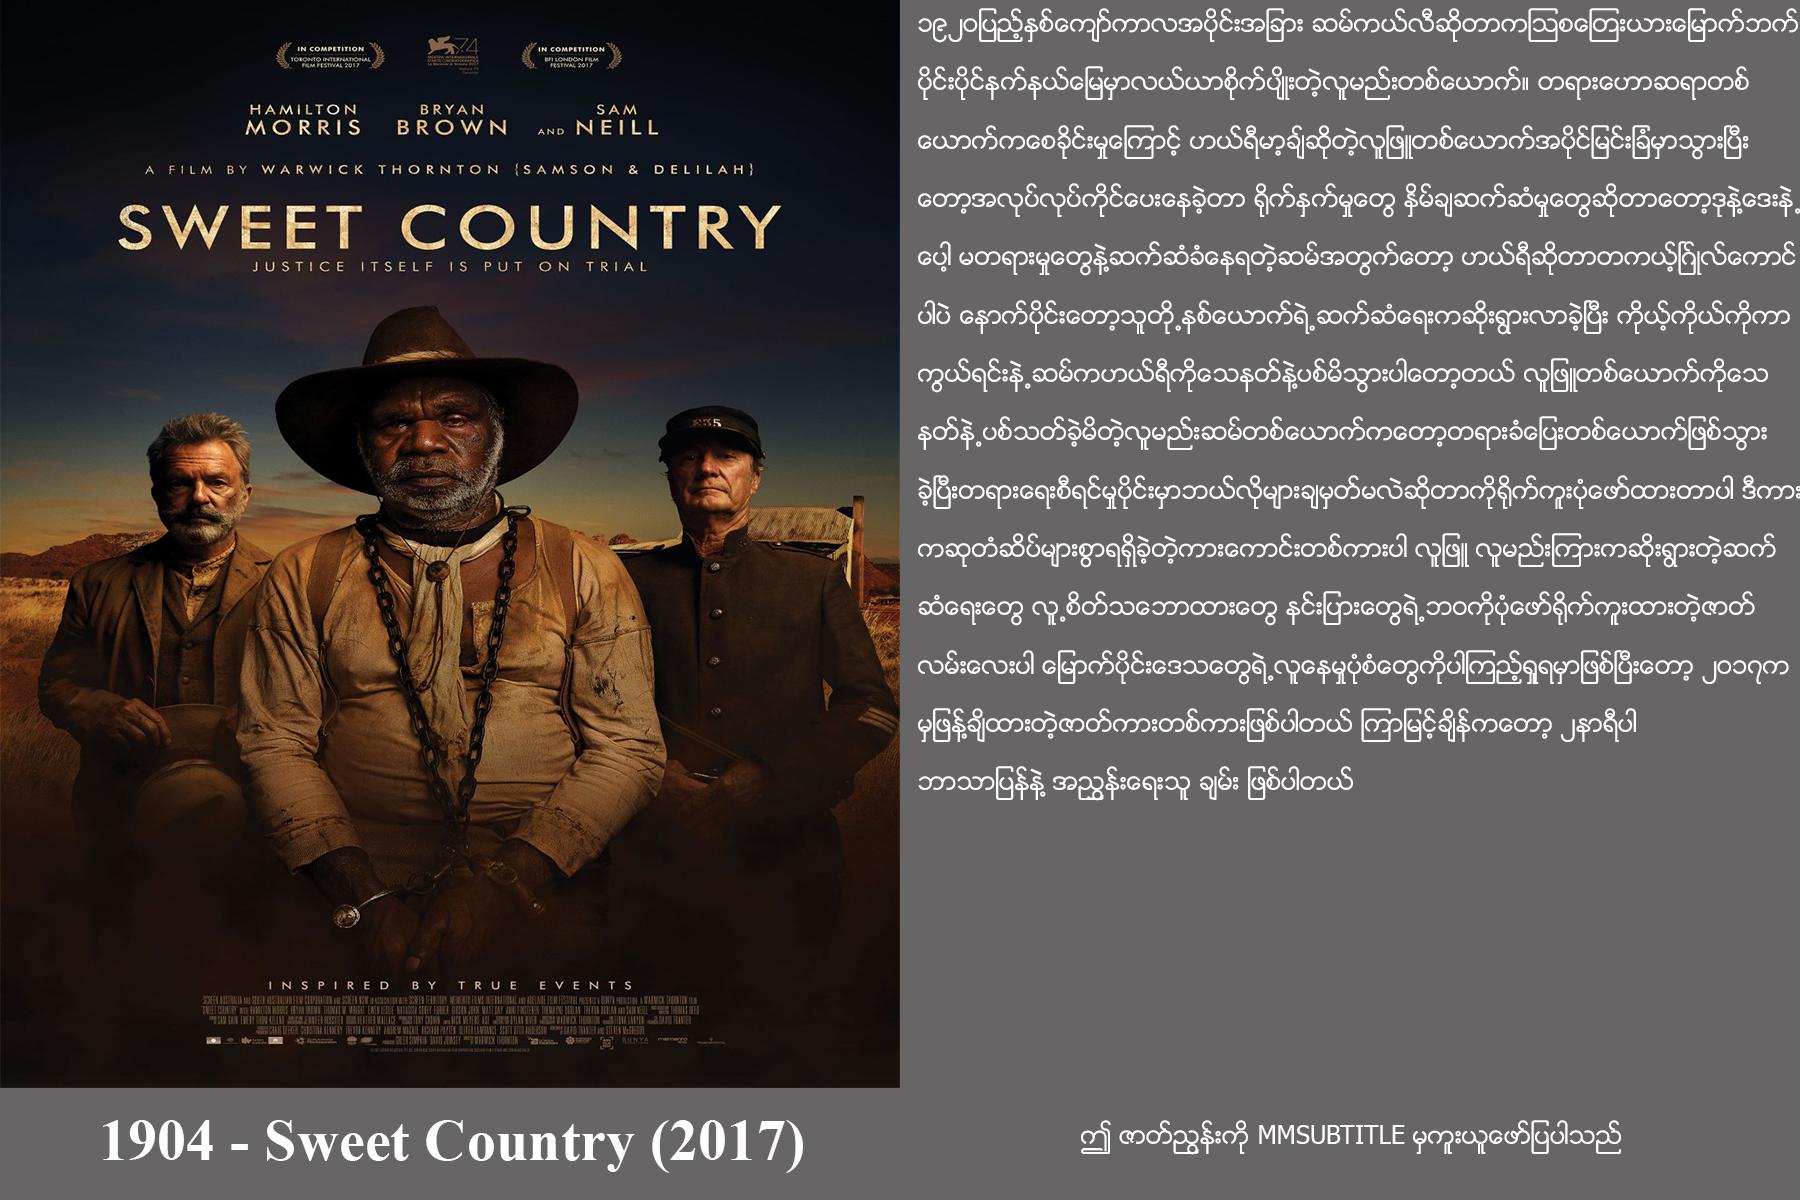 IN COMPETITION
TORONTO INTERNATIONAL
FILM FESTIVAL 2017
74
IN COMPETITION
BFI LONDON FILM
FESTIVAL 2017
HAMILTON MORRIS BRYAN BROWN AND SAM NEILL
A FILM BY WARWICK THORNTON {SAMSON & DELILAH}
SWEET COUNTRY
JUSTICE ITSELF IS PUT ON TRIAL
INSPIRED BY TRUE EVENTS
1904 - Sweet Country (2017)
၁၉၂ဝပြည့်နှစ်ကျော်ကာလအပိုင်းအခြား ဆမ်ကယ်လီဆိုတာကဩစတြေးယားမြောက်ဘက်
ပိုင်းပိုင်နက်နယ်မြေမှာလယ်ယာစိုက်ပျိုးတဲ့လူမည်းတစ်ယောက်။ တရားဟောဆရာတစ်
ယောက်ကစေခိုင်းမှုကြောင့် ဟယ်ရီမာ့ချ်ဆိုတဲ့လူဖြူတစ်ယောက်အပိုင်မြင်းခြံမှာသွားပြီး
တော့အလုပ်လုပ်ကိုင်ပေးနေခဲ့တာ ရိုက်နှက်မှုတွေ နှိမ်ချဆက်ဆံမှုတွေဆိုတာတော့ဒုနဲ့ဒေးနဲ့
ပေါ့ မတရားမှုတွေနဲ့ဆက်ဆံခံနေရတဲ့ဆမ်အတွက်တော့ ဟယ်ရီဆိုတာတကယ့်ဂြိုလ်ကောင်
ပါပဲ နောက်ပိုင်းတော့သူတို့နစ်ယောက်ရဲ့ဆက်ဆံရေးကဆိုးရွားလာခဲ့ပြီး ကိုယ့်ကိုယ်ကိုကာ
ကွယ်ရင်းနဲ့ဆမ်ကဟယ်ရီကိုသေနတ်နဲ့ပစ်မိသွားပါတော့တယ် လူဖြူတစ်ယောက်ကိုသေ
နတ်နဲ့ပစ်သတ်ခဲ့မိတဲ့လူမည်းဆမ်တစ်ယောက်ကတော့တရားခံပြေးတစ်ယောက်ဖြစ်သွား
ခဲ့ပြီးတရားရေးစီရင်မှုပိုင်းမှာဘယ်လိုများချမှတ်မလဲဆိုတာကိုရိုက်ကူးပုံဖော်ထားတာပါ ဒီကား
ကဆုတံဆိပ်များစွာရရှိခဲ့တဲ့ကားကောင်းတစ်ကားပါ လူဖြူ လူမည်းကြားကဆိုးရွားတဲ့ဆက်
ဆံရေးတွေ လူ့စိတ်သဘောထားတွေ နင်းပြားတွေရဲ့ဘဝကိုပုံဖော်ရိုက်ကူးထားတဲ့ဇာတ်
လမ်းလေးပါ မြောက်ပိုင်းဒေသတွေရဲ့လူနေမှုပုံစံတွေကိုပါကြည့်ရှုရမှာဖြစ်ပြီးတော့ ၂ဝ၁၇က
မှဖြန့်ချိထားတဲ့ဇာတ်ကားတစ်ကားဖြစ်ပါတယ် ကြာမြင့်ချိန်ကတော့ ၂နာရီပါ
ဘာသာပြန်နဲ့ အညွှန်းရေးသူ ချမ်း ဖြစ်ပါတယ်
ဤ ဇာတ်ညွှန်းကို MMSUBTITLE မှကူးယူဖော်ပြပါသည်